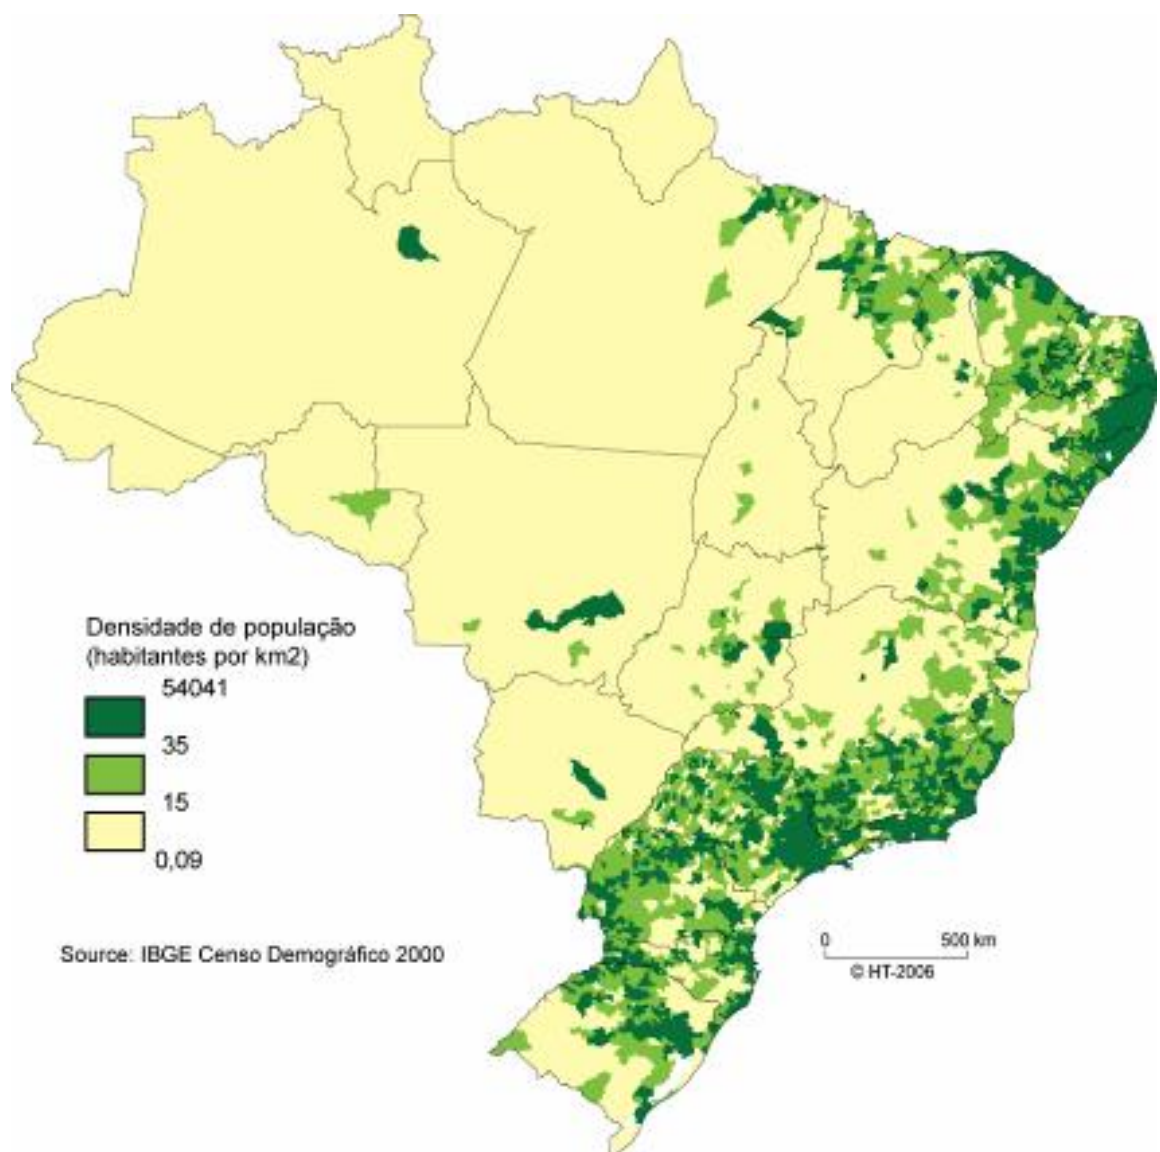 Densidade de população
(habitantes por km2)
54041
35
15
0,09
Source: IBGE Censo Demográfico 2000
0 500 km
© HT-2006